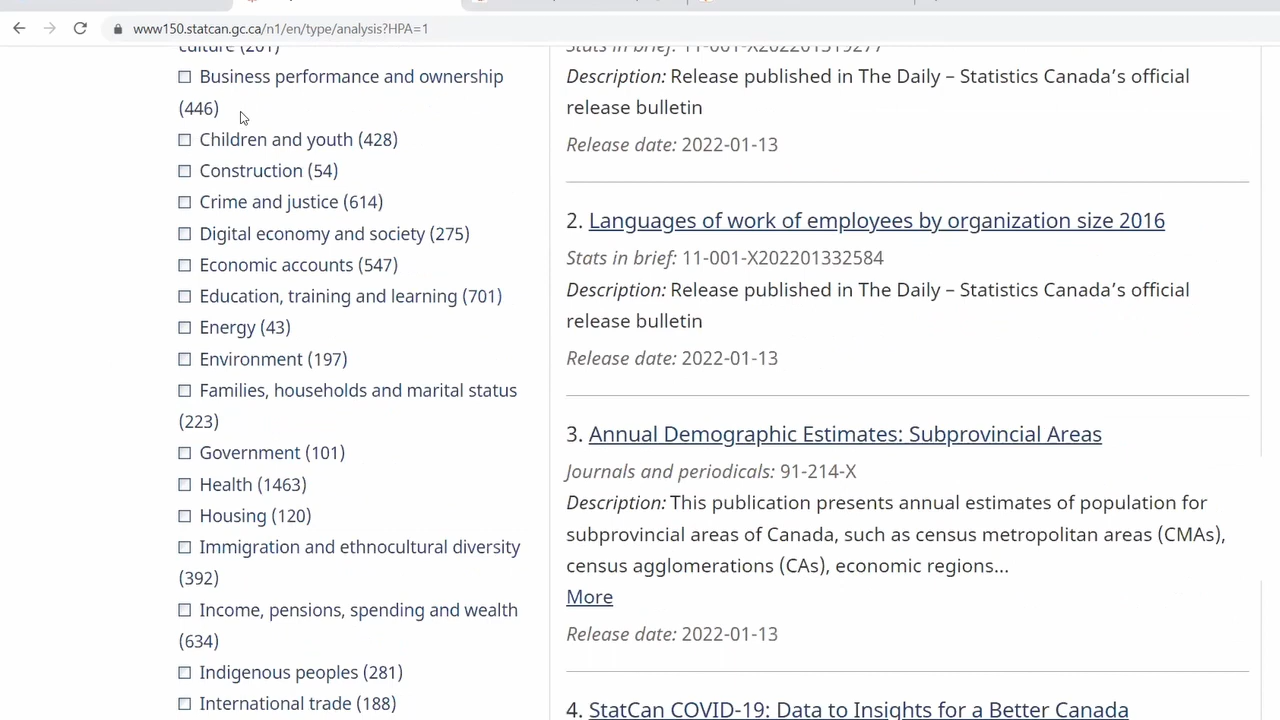 www150.statcan.gc.ca/n1/en/type/analysis?HPA=1
culture (201)
Business performance and ownership
(446)
Children and youth (428)
Construction (54)
Crime and justice (614)
Digital economy and society (275)
Economic accounts (547)
Education, training and learning (701)
Energy (43)
Environment (197)
Families, households and marital status
(223)
Government (101)
Health (1463)
Housing (120)
Immigration and ethnocultural diversity
(392)
Income, pensions, spending and wealth
(634)
Indigenous peoples (281)
International trade (188)
Stats in brief: 11-001-X202201319277
Description: Release published in The Daily – Statistics Canada’s official
release bulletin
Release date: 2022-01-13
2. Languages of work of employees by organization size 2016
Stats in brief: 11-001-X202201332584
Description: Release published in The Daily – Statistics Canada’s official
release bulletin
Release date: 2022-01-13
3. Annual Demographic Estimates: Subprovincial Areas
Journals and periodicals: 91-214-X
Description: This publication presents annual estimates of population for
subprovincial areas of Canada, such as census metropolitan areas (CMAs),
census agglomerations (CAs), economic regions...
More
Release date: 2022-01-13
4. StatCan COVID-19: Data to Insights for a Better Canada